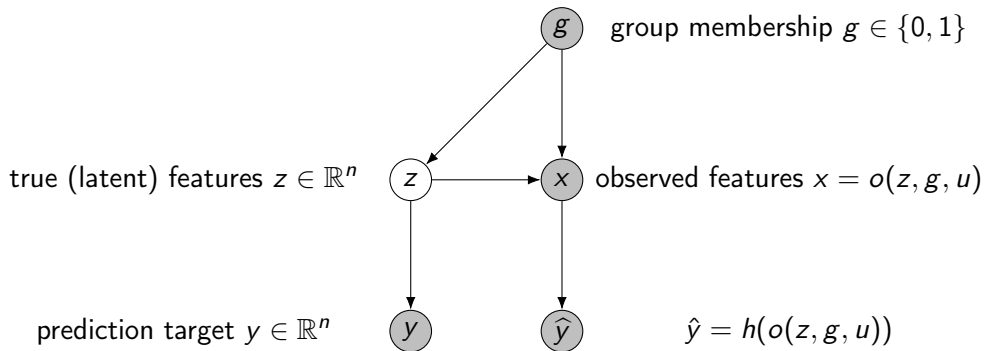 g group membership g ∈ {0, 1}
true (latent) features z ∈ ℝⁿ z x observed features x = o(z, g, u)
prediction target y ∈ ℝⁿ y ŷ ŷ = h(o(z, g, u))